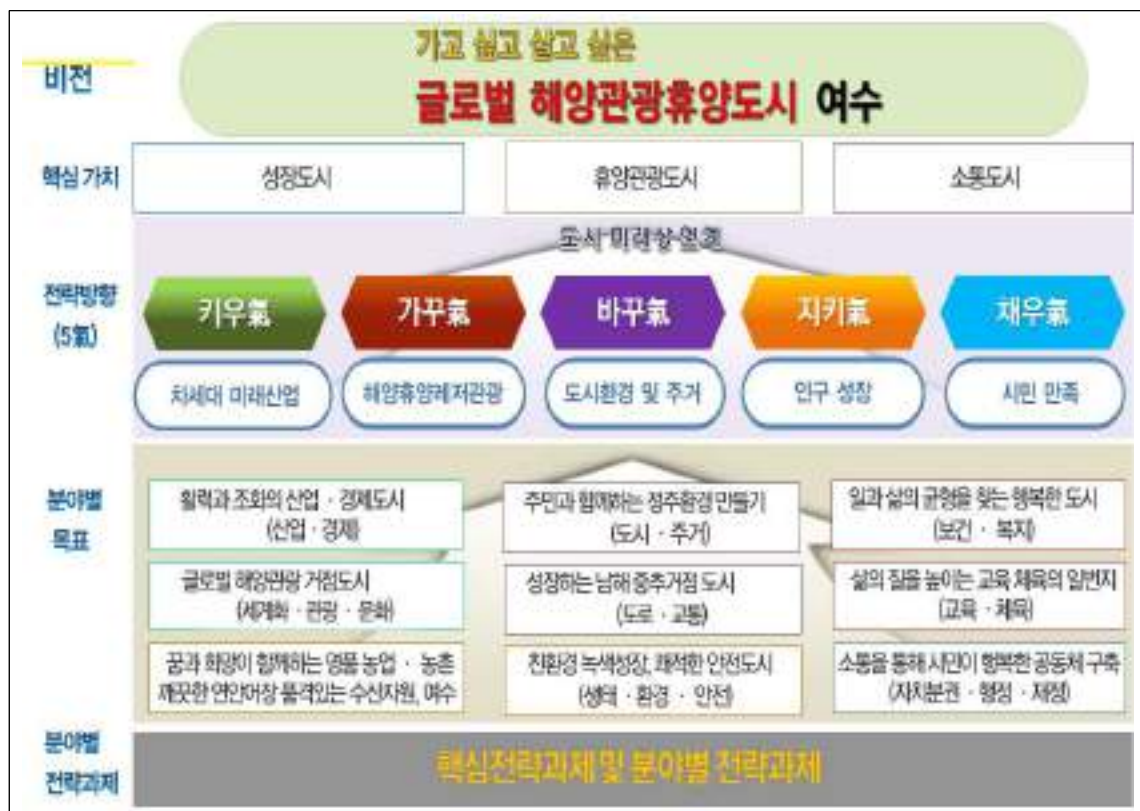 비전
가고 싶고 살고 싶은
글로벌 해양관광휴양도시 여수
핵심 가치
성장도시
휴양관광도시
소통도시
도시 미래상
전략방향
(5氣)
키우氣
가꾸氣
바꾸氣
지키氣
채우氣
차세대 미래산업
해양휴양레저관광
도시환경 및 주거
인구 성장
시민 만족
분야별
목표
활력과 조화의 산업 · 경제도시
(산업 · 경제)
주민과 함께하는 정주환경 만들기
(도시 · 주거)
일과 삶의 균형을 찾는 행복한 도시
(보건 · 복지)
글로벌 해양관광 거점도시
(세계화 · 관광 · 문화)
성장하는 남해 중추거점 도시
(도로 · 교통)
삶의 질을 높이는 교육 체육의 일번지
(교육 · 체육)
꿈과 희망이 함께하는 명품 농업 · 농촌
깨끗한 연안어장 품격있는 수산자원, 여수
친환경 녹색성장, 쾌적한 안전도시
(생태 · 환경 · 안전)
소통을 통해 시민이 행복한 공동체 구축
(자치분권 · 행정 · 재정)
분야별
전략과제
핵심전략과제 및 분야별 전략과제